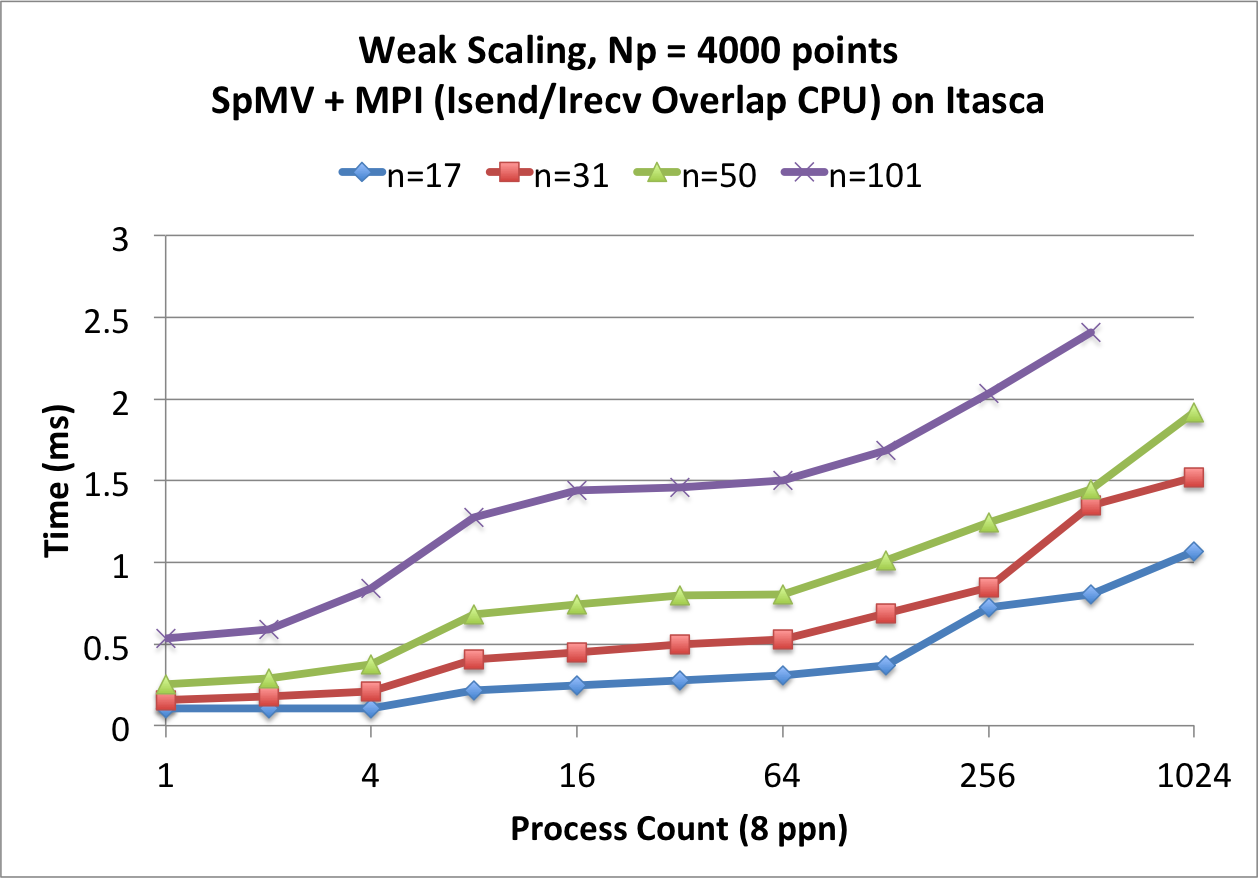 Weak Scaling, Np = 4000 points
SpMV + MPI (Isend/Irecv Overlap CPU) on Itasca
n=17 n=31 n=50 n=101
3
2.5
2
1.5
1
0.5
0
Time (ms)
1 4 16 64 256 1024
Process Count (8 ppn)